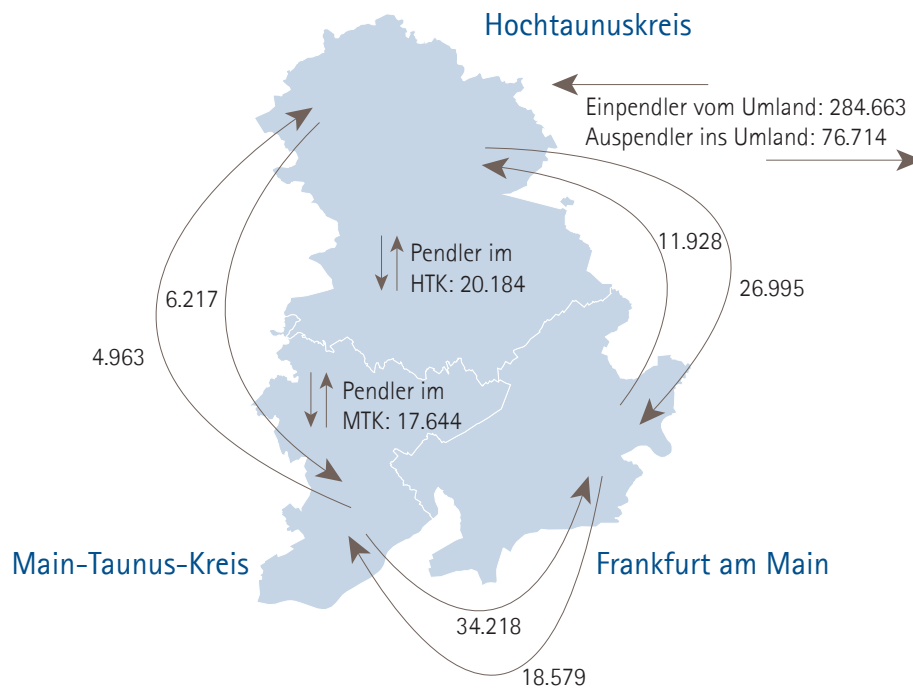 Hochtaunuskreis
Einpendler vom Umland: 284.663
Auspendler ins Umland: 76.714
11.928
Pendler im
HTK: 20.184
26.995
6.217
4.963
Pendler im
MTK: 17.644
Main-Taunus-Kreis
Frankfurt am Main
34.218
18.579